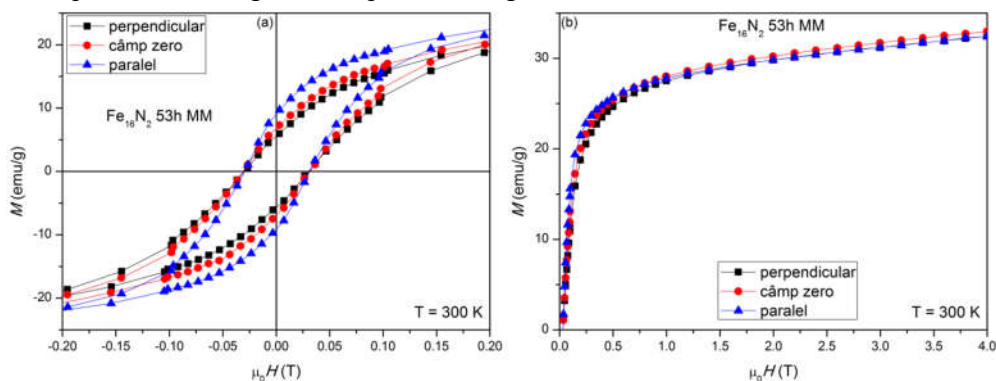 perpendicular
câmp zero
paralel
(a)
Fe₁₆N₂ 53h MM
T = 300 K
M (emu/g)
20
10
0
-10
-20
-0.20 -0.15 -0.10 -0.05 0.00 0.05 0.10 0.15 0.20
μ₀H (T)
(b)
Fe₁₆N₂ 53h MM
perpendicular
câmp zero
paralel
T = 300 K
M (emu/g)
30
20
10
0
0.0 0.5 1.0 1.5 2.0 2.5 3.0 3.5 4.0
μ₀H (T)